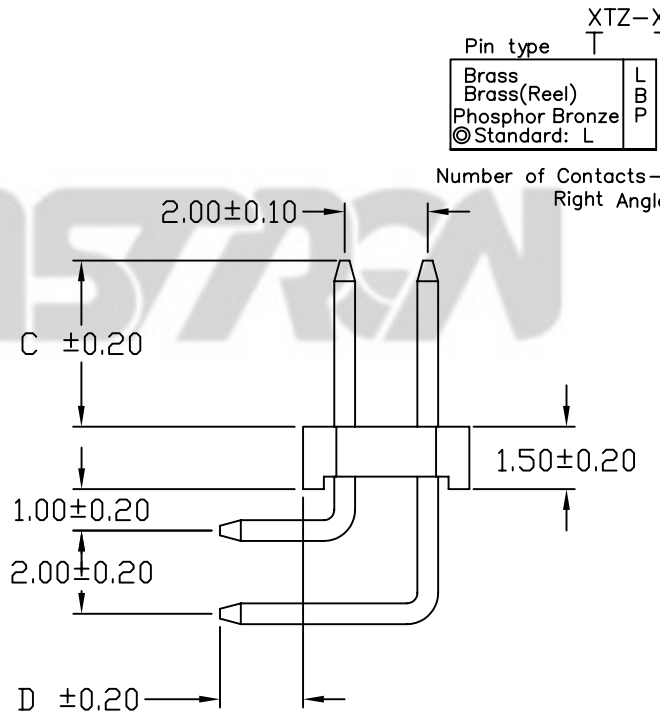 XTZ-X
Pin type
Brass L
Brass(Reel) B
Phosphor Bronze P
◎ Standard: L
Number of Contacts-
Right Angle
2.00±0.10
C ±0.20
1.50±0.20
1.00±0.20
2.00±0.20
D ±0.20